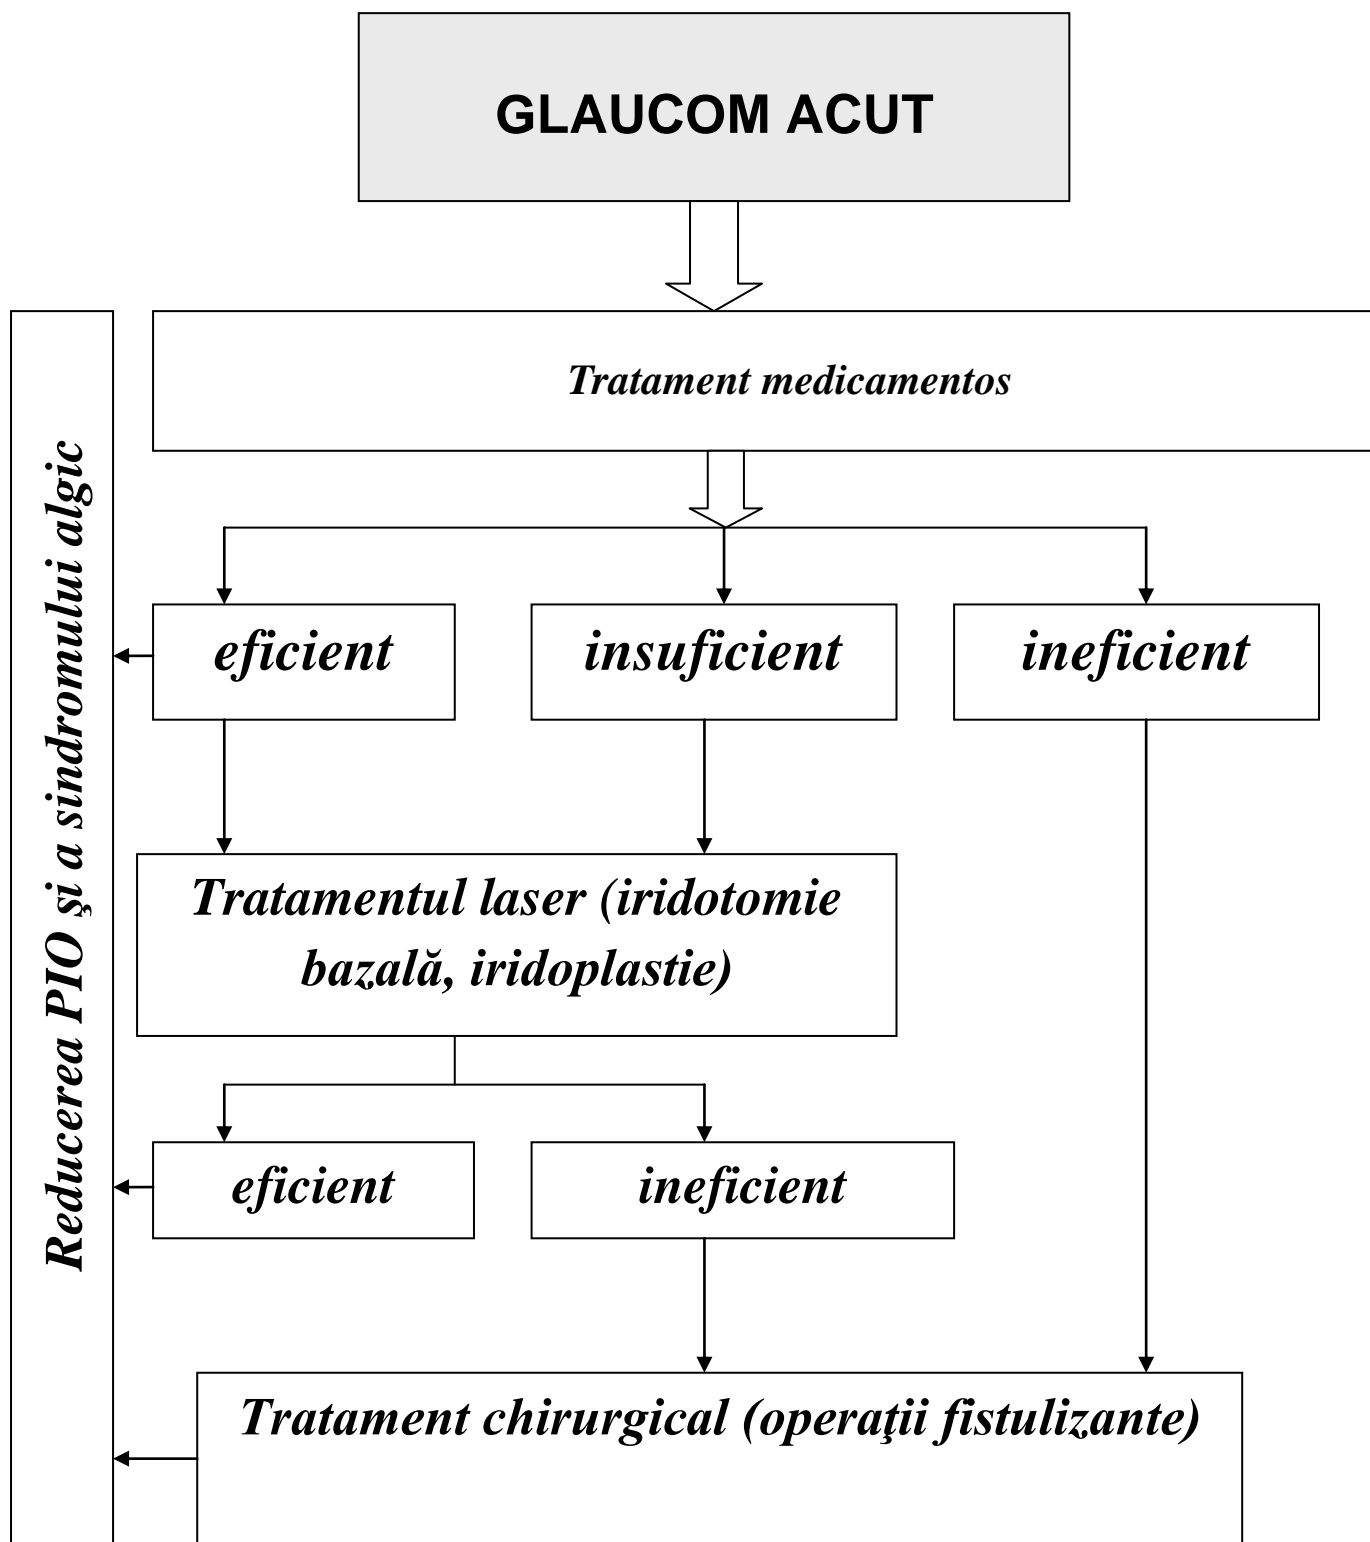 GLAUCOM ACUT
Tratament medicamentos
Reducerea PIO şi a sindromului algic
eficient
insuficient
ineficient
Tratamentul laser (iridotomie
bazală, iridoplastie)
eficient
ineficient
Tratament chirurgical (operaţii fistulizante)